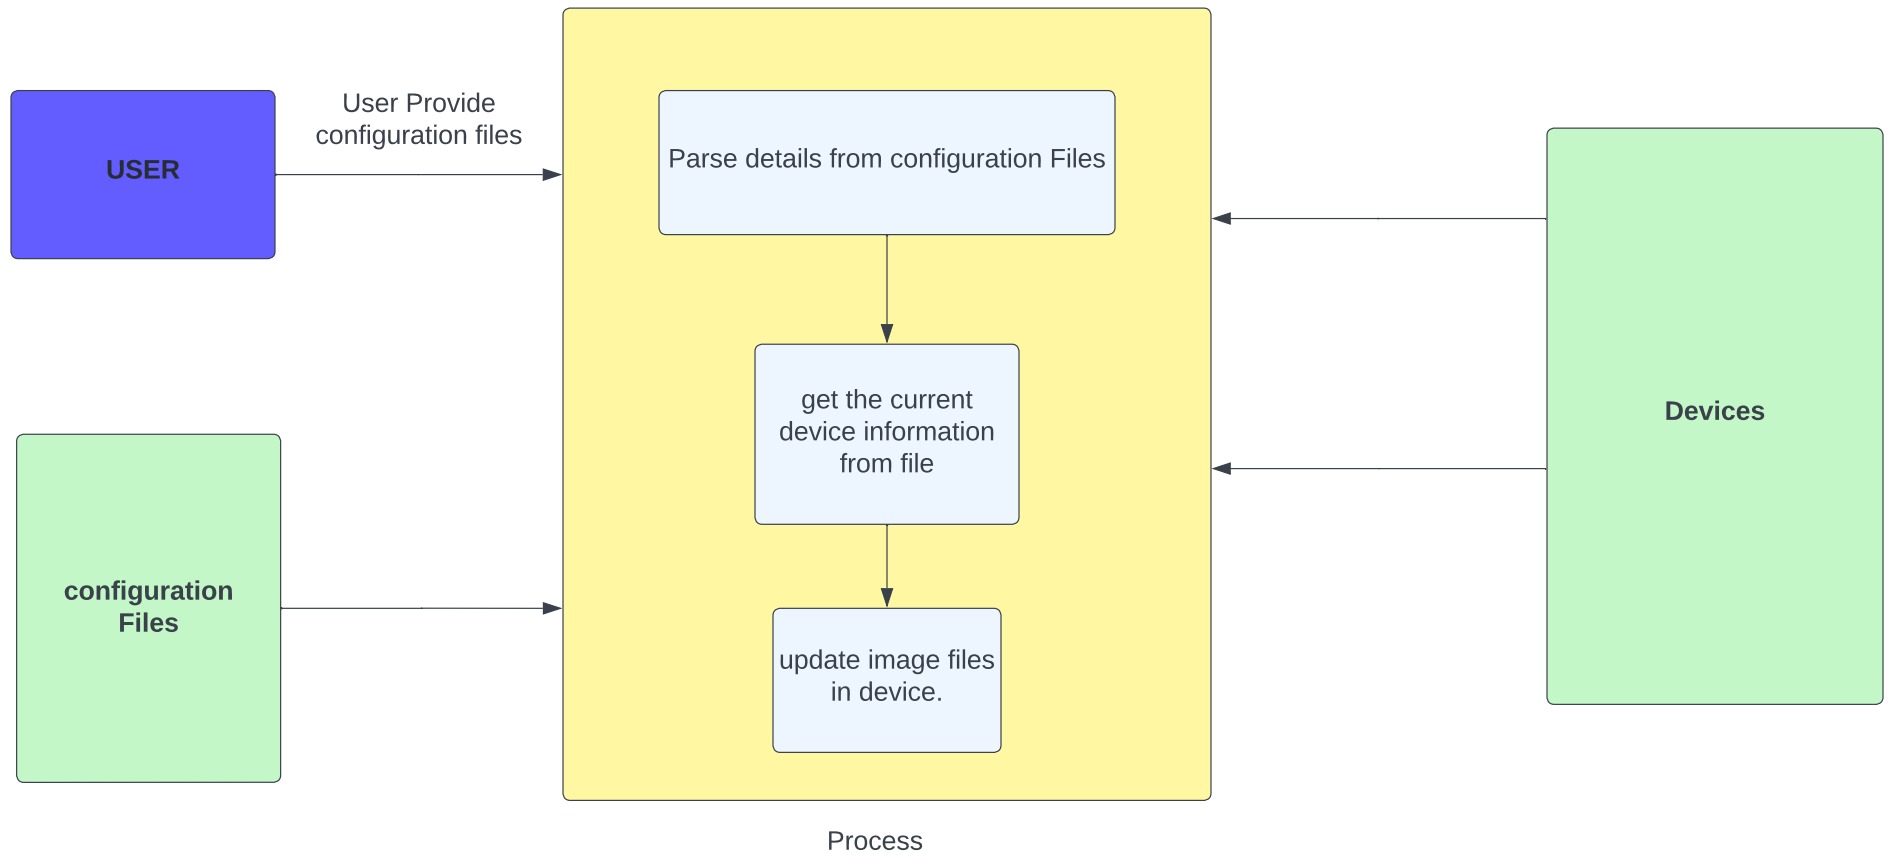 USER
User Provide
configuration files
Parse details from configuration Files
get the current
device information
from file
update image files
in device.
configuration
Files
Devices
Process